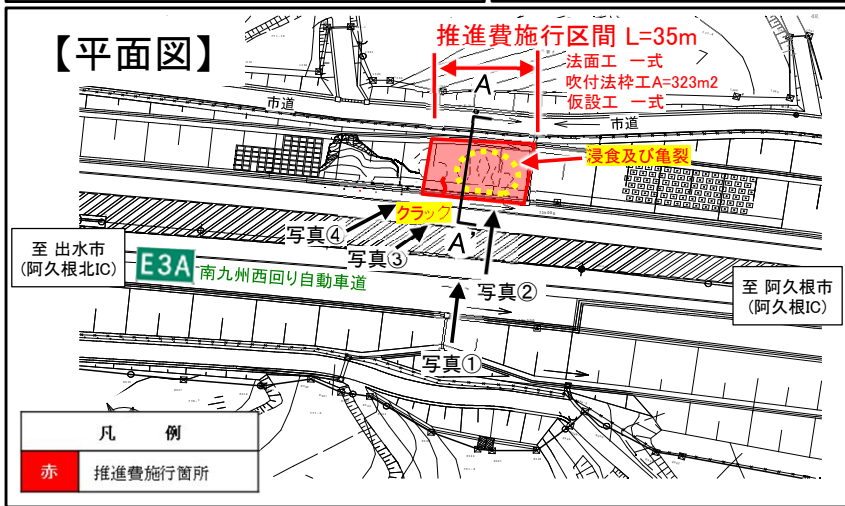 【平面図】
推進費施行区間 L=35m
法面工 一式
吹付法枠工A=323m2
仮設工 一式
A
市道
市道
浸食及び亀裂
クラック
写真④
写真③
A'
写真②
写真①
至 出水市
(阿久根北IC)
E3A
南九州西回り自動車道
至 阿久根市
(阿久根IC)
凡 例
赤
推進費施行箇所